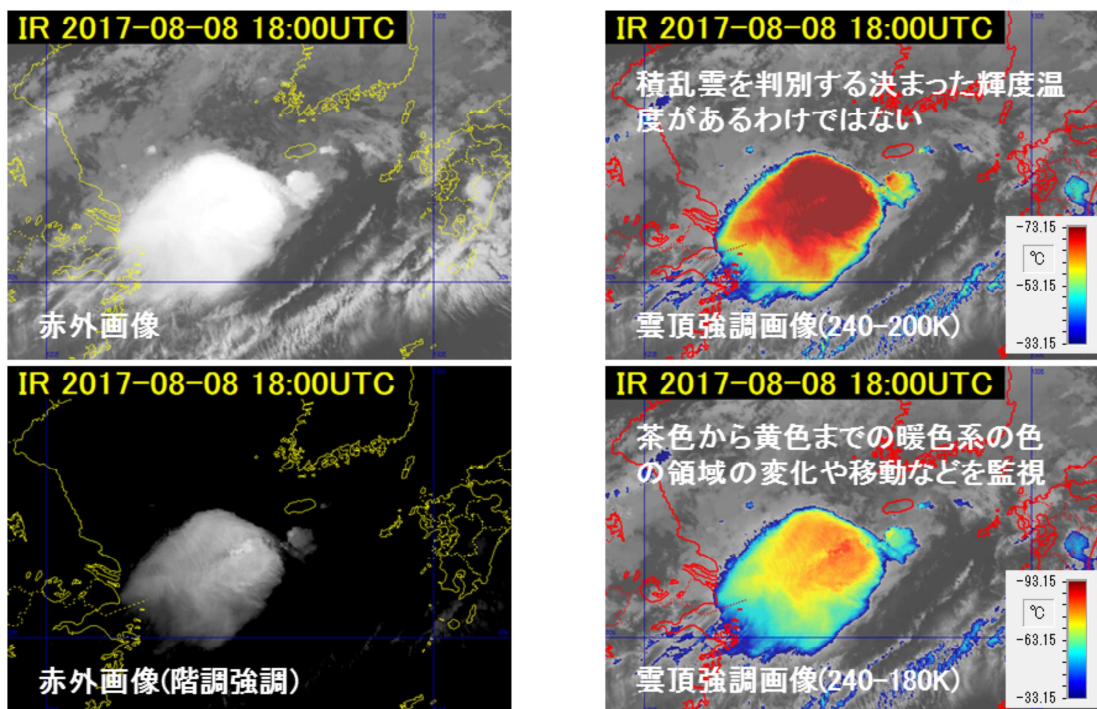 IR 2017-08-08 18:00UTC
赤外画像
IR 2017-08-08 18:00UTC
積乱雲を判別する決まった輝度温
度があるわけではない
-73.15
℃
-53.15
-33.15
雲頂強調画像(240-200K)
IR 2017-08-08 18:00UTC
赤外画像(階調強調)
IR 2017-08-08 18:00UTC
茶色から黄色までの暖色系の色
の領域の変化や移動などを監視
-93.15
℃
-63.15
-33.15
雲頂強調画像(240-180K)